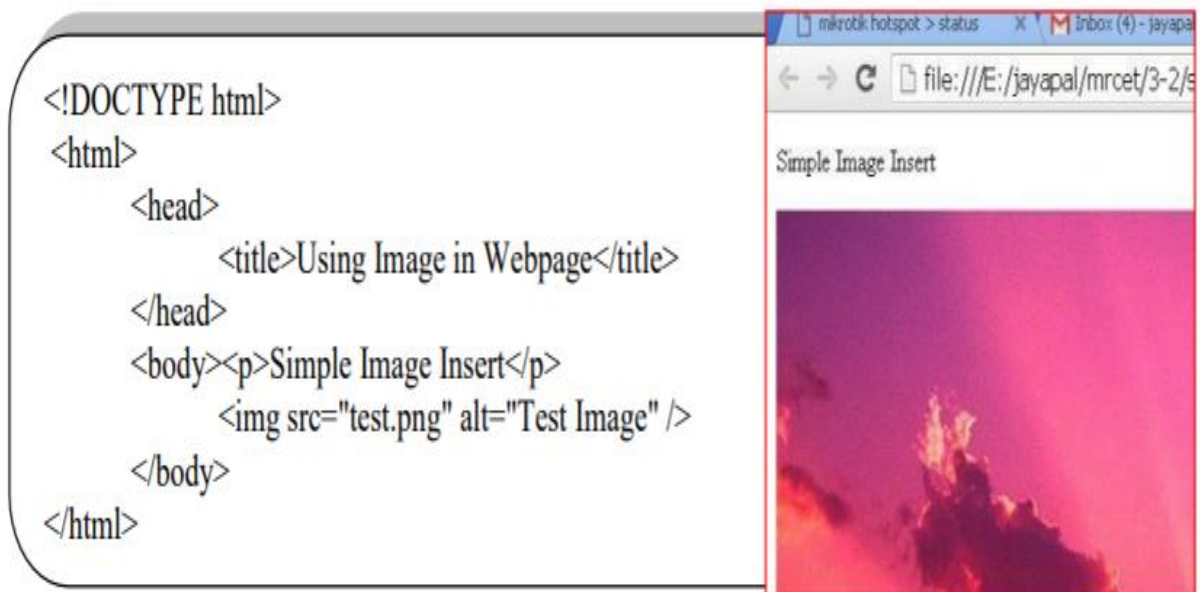 <!DOCTYPE html>
<html>
<head>
<title>Using Image in Webpage</title>
</head>
<body><p>Simple Image Insert</p>
<img src="test.png" alt="Test Image" />
</body>
</html>
mikrotik hotspot > status x Inbox (4) - jayapa
file:///E:/jayapal/mrcet/3-2/s
Simple Image Insert